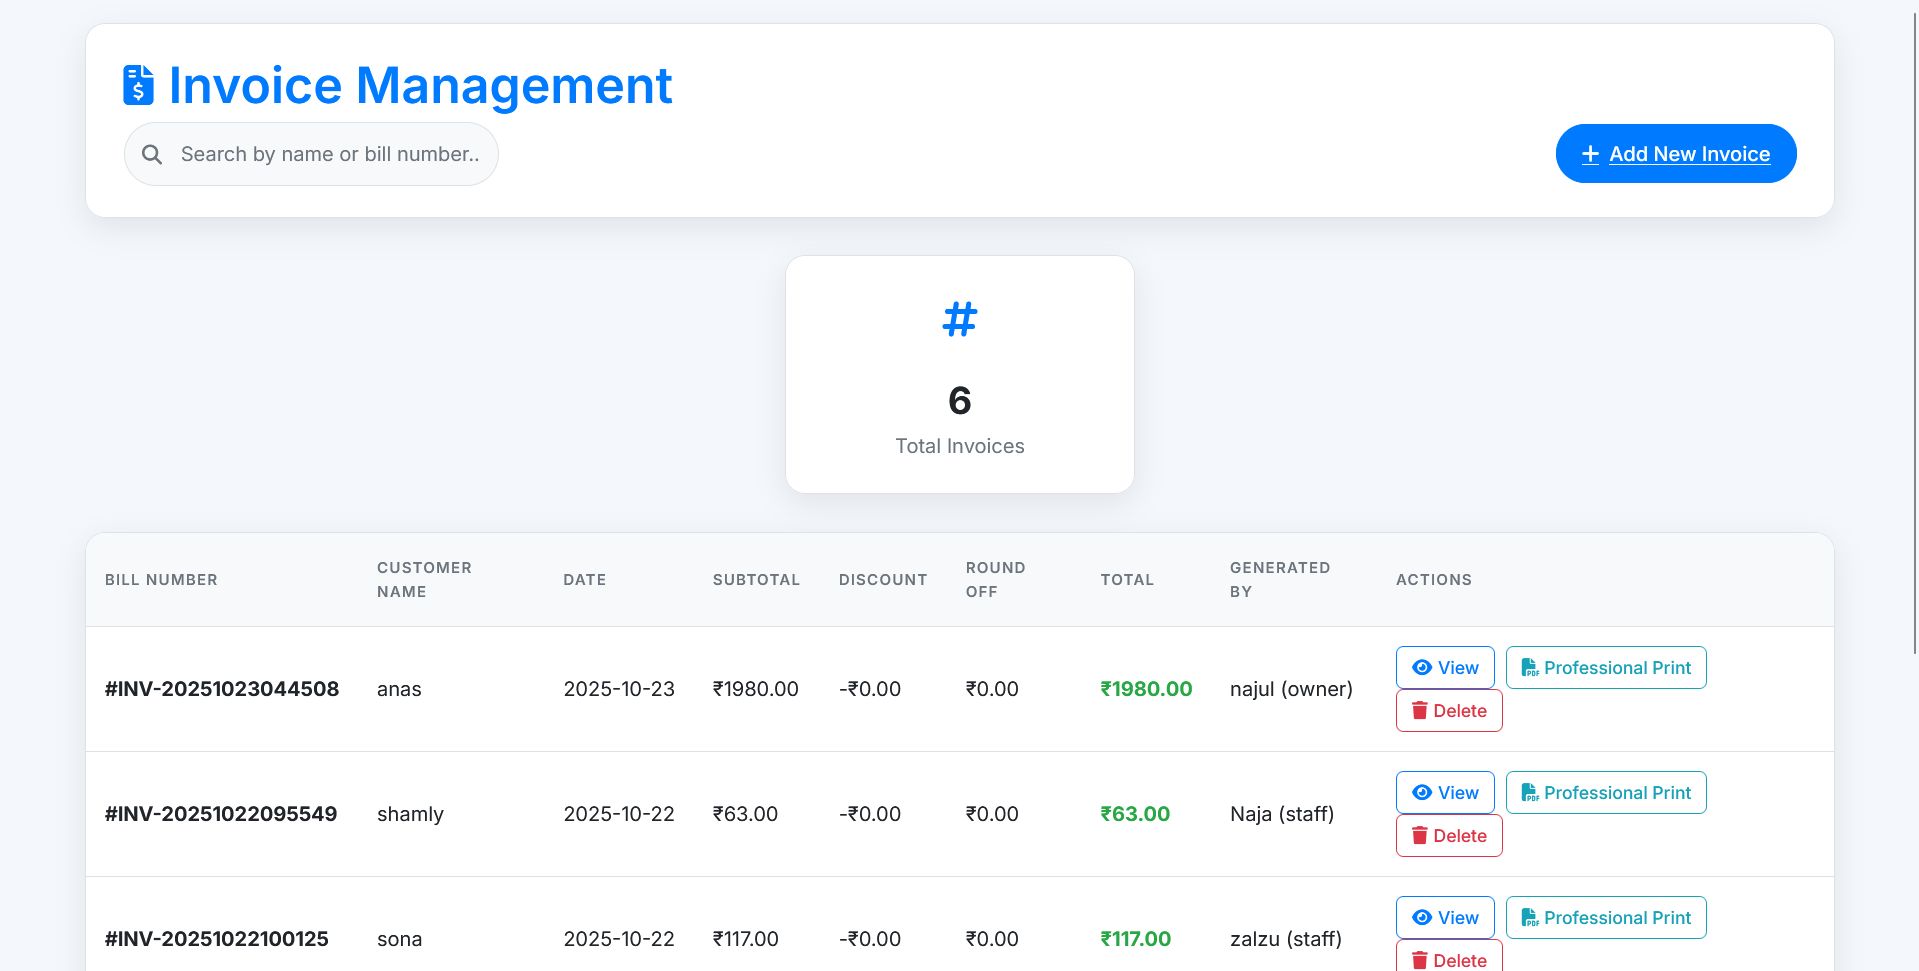 Invoice Management
Search by name or bill number..
+ Add New Invoice
#
6
Total Invoices
BILL NUMBER CUSTOMER NAME DATE SUBTOTAL DISCOUNT ROUND OFF TOTAL GENERATED BY ACTIONS
#INV-20251023044508 anas 2025-10-23 ₹1980.00 -₹0.00 ₹0.00 ₹1980.00 najul (owner) View Professional Print
Delete
#INV-20251022095549 shamly 2025-10-22 ₹63.00 -₹0.00 ₹0.00 ₹63.00 Naja (staff) View Professional Print
Delete
#INV-20251022100125 sona 2025-10-22 ₹117.00 -₹0.00 ₹0.00 ₹117.00 zalzu (staff) View Professional Print
Delete